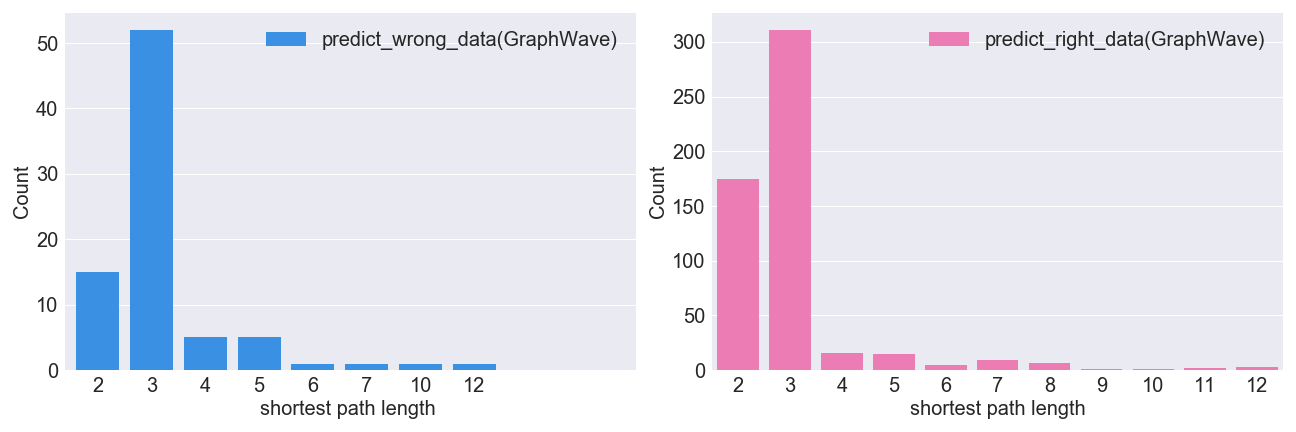 predict_wrong_data(GraphWave)
50
40
30
20
10
0
Count
2 3 4 5 6 7 10 12
shortest path length
predict_right_data(GraphWave)
300
250
200
150
100
50
0
Count
2 3 4 5 6 7 8 9 10 11 12
shortest path length